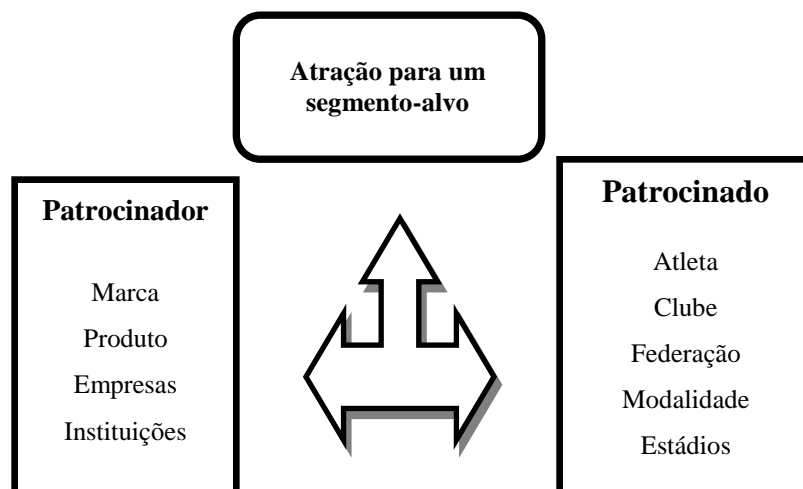 Atração para um
segmento-alvo
Patrocinador
Marca
Produto
Empresas
Instituições
Patrocinado
Atleta
Clube
Federação
Modalidade
Estádios